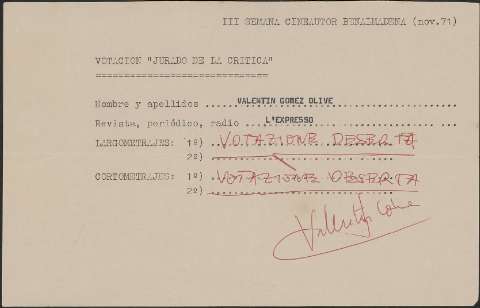 III SEMANA CINEAUTOR BENALMADENA (nov.71)
VOTACION "JURADO DE LA CRITICA"
==============================
Nombre y apellidos ..... VALENTIN GOMEZ OLIVE .....
Revista, periódico, radio ..... L'EXPRESSO .....
LARGOMETRAJES: 1º) VOTAZIONE DESERTA
2º) .....
CORTOMETRAJES: 1º) VOTAZIONE DESERTA
2º) .....
Valentín